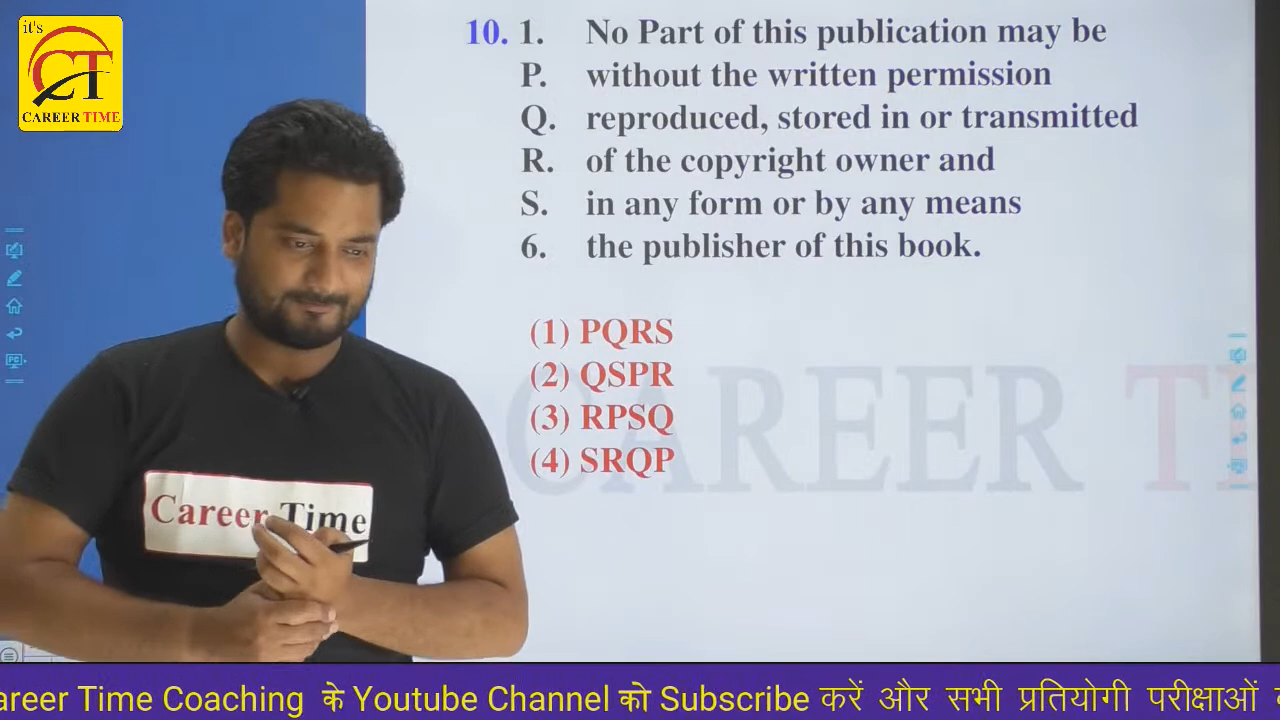 it's
CT
CAREER TIME
10. 1. No Part of this publication may be
P. without the written permission
Q. reproduced, stored in or transmitted
R. of the copyright owner and
S. in any form or by any means
6. the publisher of this book.
(1) PQRS
(2) QSPR
(3) RPSQ
(4) SRQP
CAREER
Career Time
Career Time Coaching के Youtube Channel को Subscribe करें और सभी प्रतियोगी परीक्षाओं